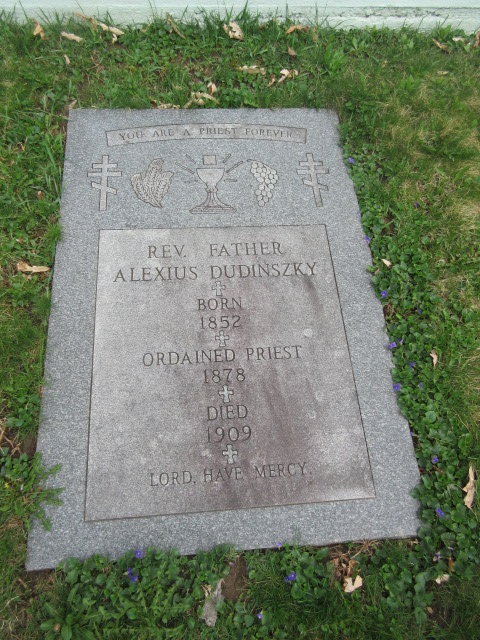 YOU ARE A PRIEST FOREVER
REV. FATHER
ALEXIUS DUDINSZKY
BORN
1852
ORDAINED PRIEST
1878
DIED
1909
LORD, HAVE MERCY.